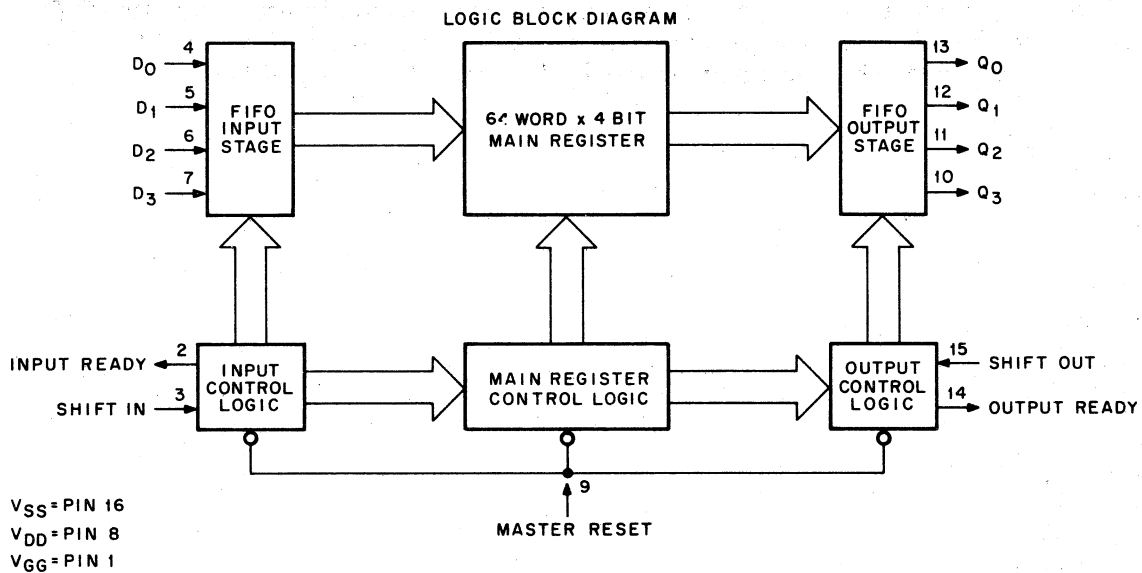 LOGIC BLOCK DIAGRAM
D0 4
D1 5
D2 6
D3 7
FIFO
INPUT
STAGE
64 WORD x 4 BIT
MAIN REGISTER
FIFO
OUTPUT
STAGE
13 Q0
12 Q1
11 Q2
10 Q3
INPUT READY 2
SHIFT IN 3
INPUT
CONTROL
LOGIC
MAIN REGISTER
CONTROL LOGIC
OUTPUT
CONTROL
LOGIC
15 SHIFT OUT
14 OUTPUT READY
9
MASTER RESET
VSS=PIN 16
VDD=PIN 8
VGG=PIN 1